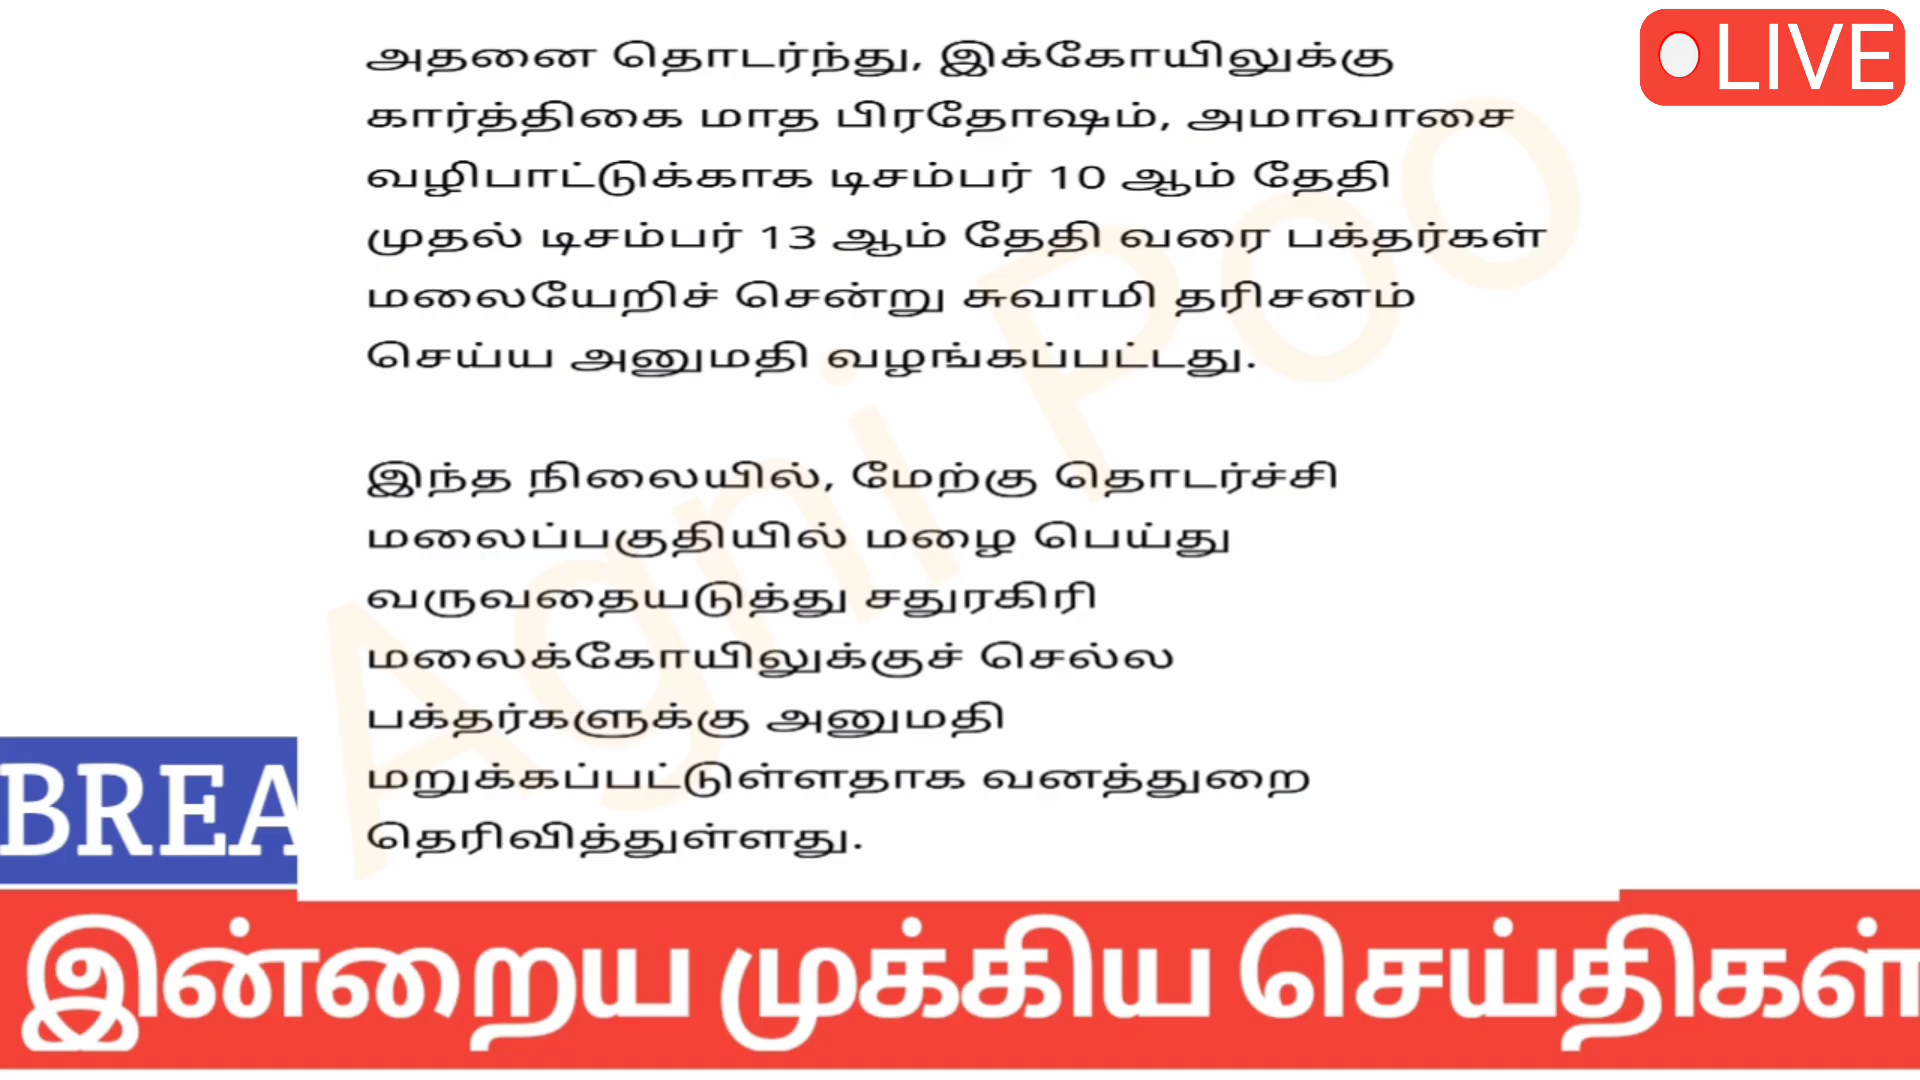 LIVE
அதனை தொடர்ந்து, இக்கோயிலுக்கு
கார்த்திகை மாத பிரதோஷம், அமாவாசை
வழிபாட்டுக்காக டிசம்பர் 10 ஆம் தேதி
முதல் டிசம்பர் 13 ஆம் தேதி வரை பக்தர்கள்
மலையேறிச் சென்று சுவாமி தரிசனம்
செய்ய அனுமதி வழங்கப்பட்டது.
இந்த நிலையில், மேற்கு தொடர்ச்சி
மலைப்பகுதியில் மழை பெய்து
வருவதையடுத்து சதுரகிரி
மலைக்கோயிலுக்குச் செல்ல
பக்தர்களுக்கு அனுமதி
மறுக்கப்பட்டுள்ளதாக வனத்துறை
தெரிவித்துள்ளது.
Agni Poo
BREA
இன்றைய முக்கிய செய்திகள்